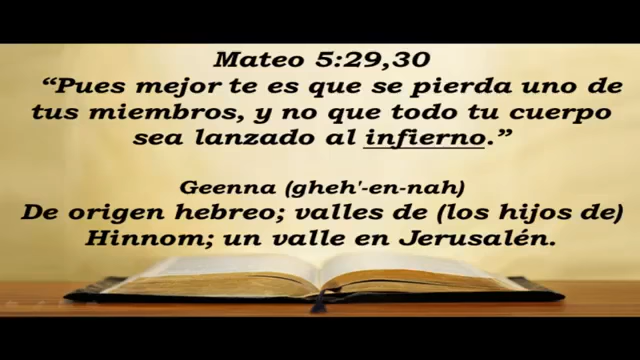 Mateo 5:29,30
“Pues mejor te es que se pierda uno de
tus miembros, y no que todo tu cuerpo
sea lanzado al infierno.”
Geenna (gheh'-en-nah)
De origen hebreo; valles de (los hijos de)
Hinnom; un valle en Jerusalén.